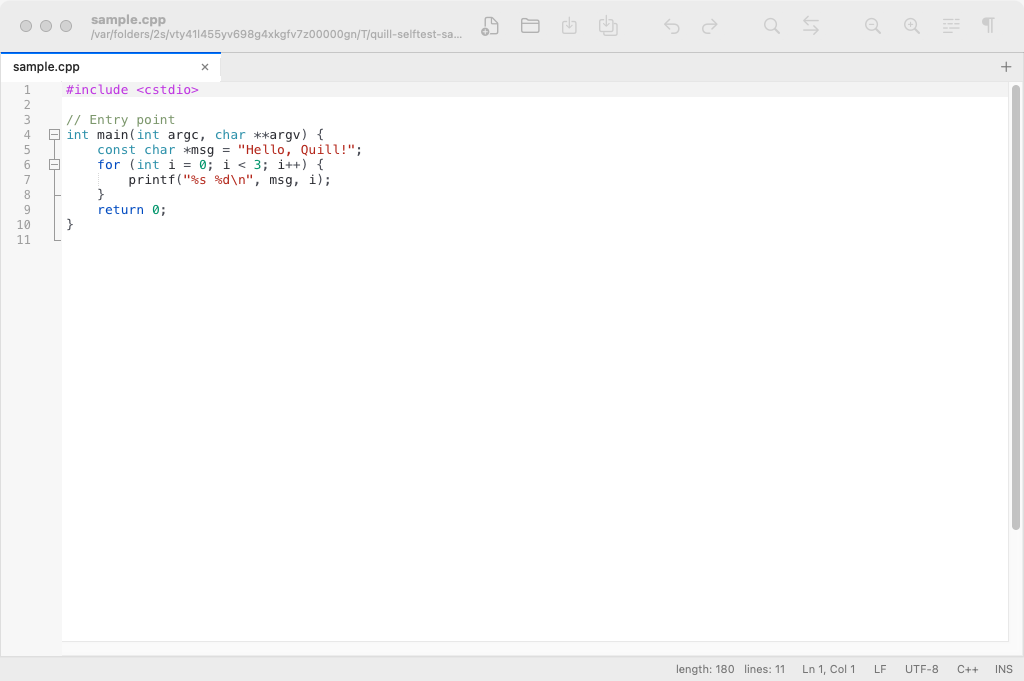 sample.cpp
/var/folders/2s/vty41l455yv698g4xkgfv7z00000gn/T/quill-selftest-sa...
sample.cpp
1 #include <cstdio>
2
3 // Entry point
4 int main(int argc, char **argv) {
5     const char *msg = "Hello, Quill!";
6     for (int i = 0; i < 3; i++) {
7         printf("%s %d\n", msg, i);
8     }
9     return 0;
10 }
11
length: 180 lines: 11 Ln 1, Col 1 LF UTF-8 C++ INS